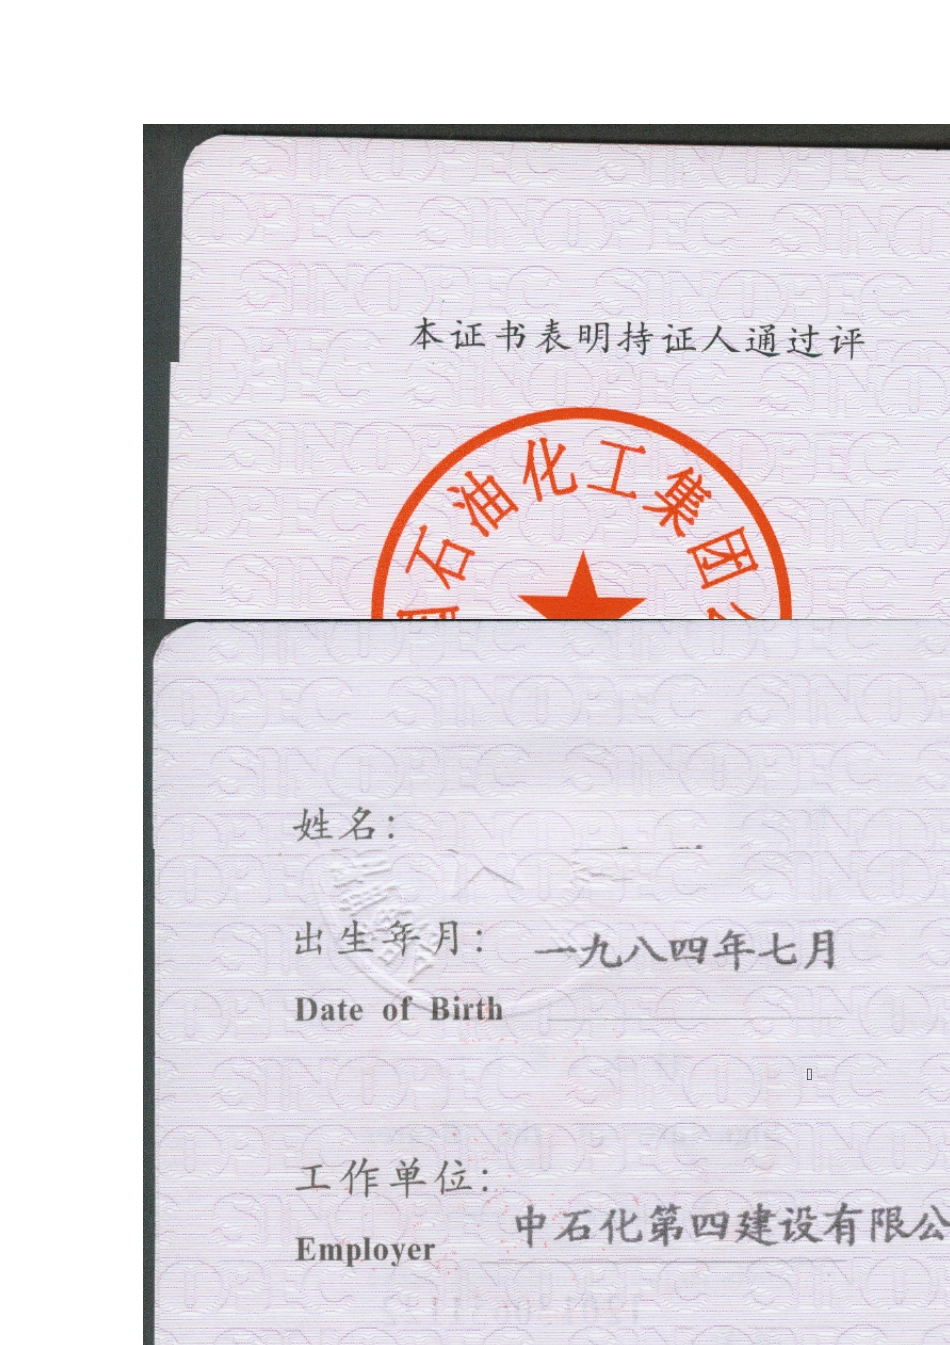 本证书表明持证人通过评
石油化工集团
姓名：
出生年月： 一九八四年七月
Date of Birth
工作单位： 中石化第四建设有限公
Employer